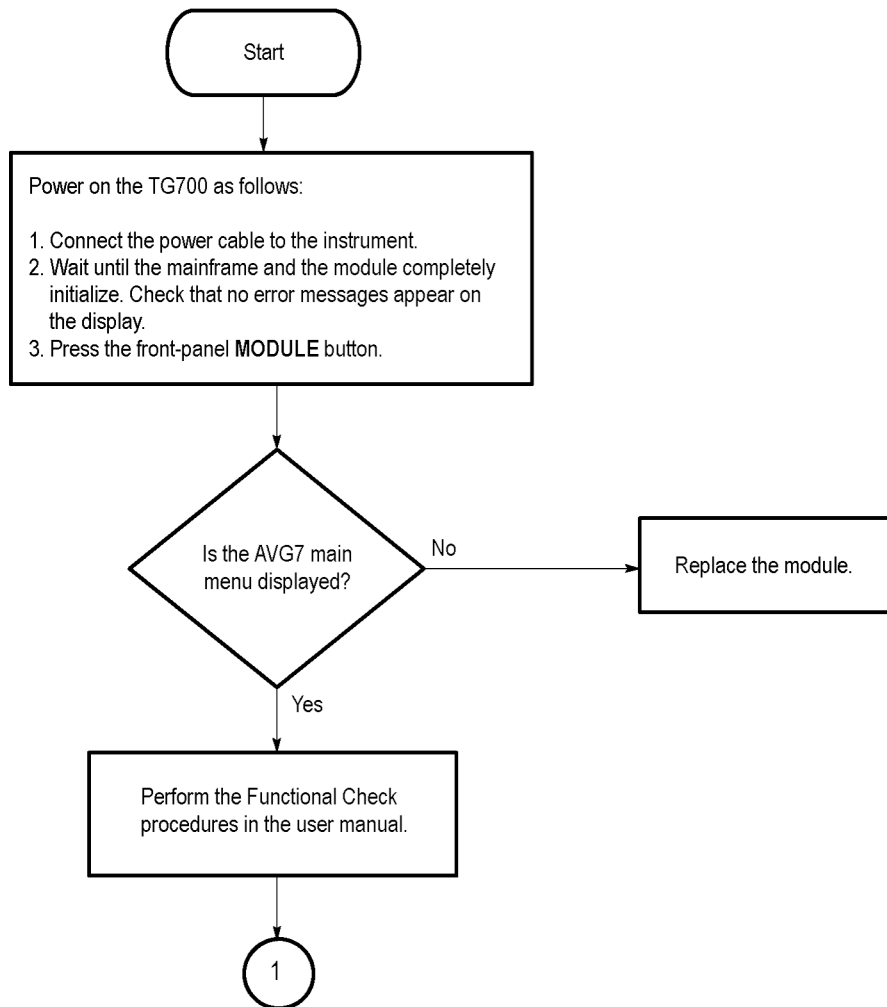 Start
Power on the TG700 as follows:
1. Connect the power cable to the instrument.
2. Wait until the mainframe and the module completely
initialize. Check that no error messages appear on
the display.
3. Press the front-panel MODULE button.
Is the AVG7 main
menu displayed?
No
Replace the module.
Yes
Perform the Functional Check
procedures in the user manual.
1